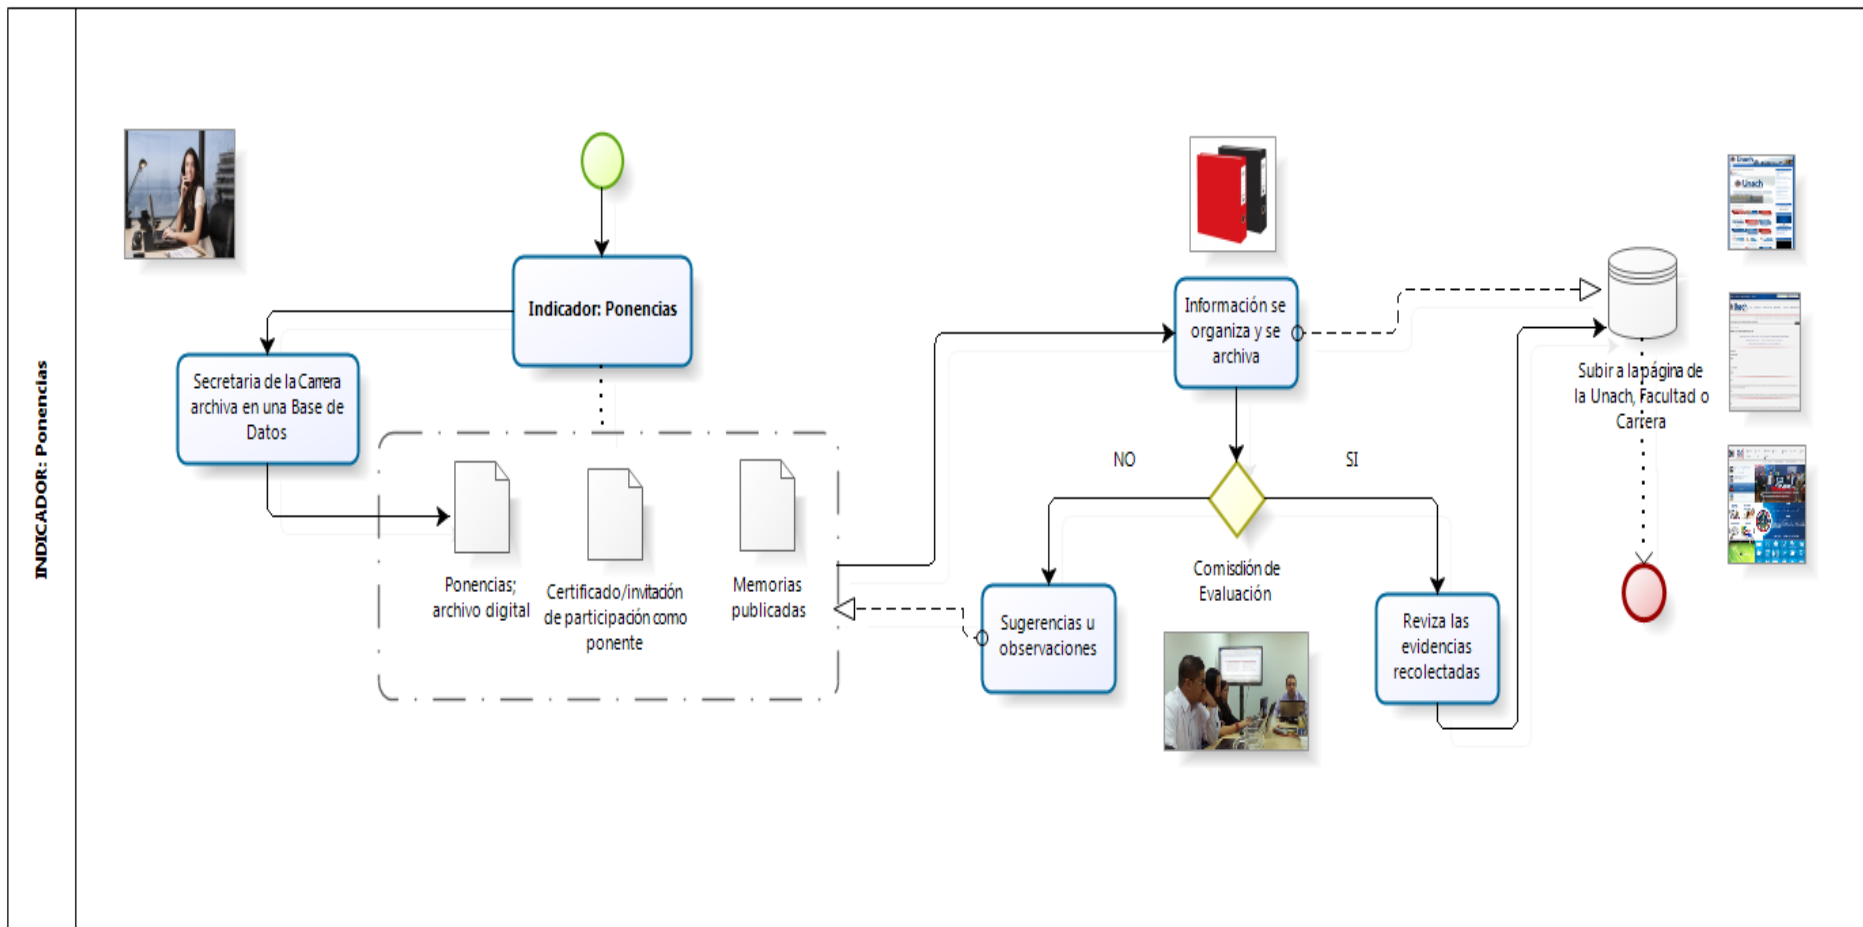 INDICADOR: Ponencias
Indicador: Ponencias
Secretaria de la Carrera
archiva en una Base de
Datos
Ponencias;
archivo digital
Certificado/invitación
de participación como
ponente
Memorias
publicadas
Información se
organiza y se
archiva
NO
SI
Comisdión de
Evaluación
Sugerencias u
observaciones
Reviza las
evidencias
recolectadas
Subir a la página de
la Unach, Facultad o
Carrera
Unach
Unach